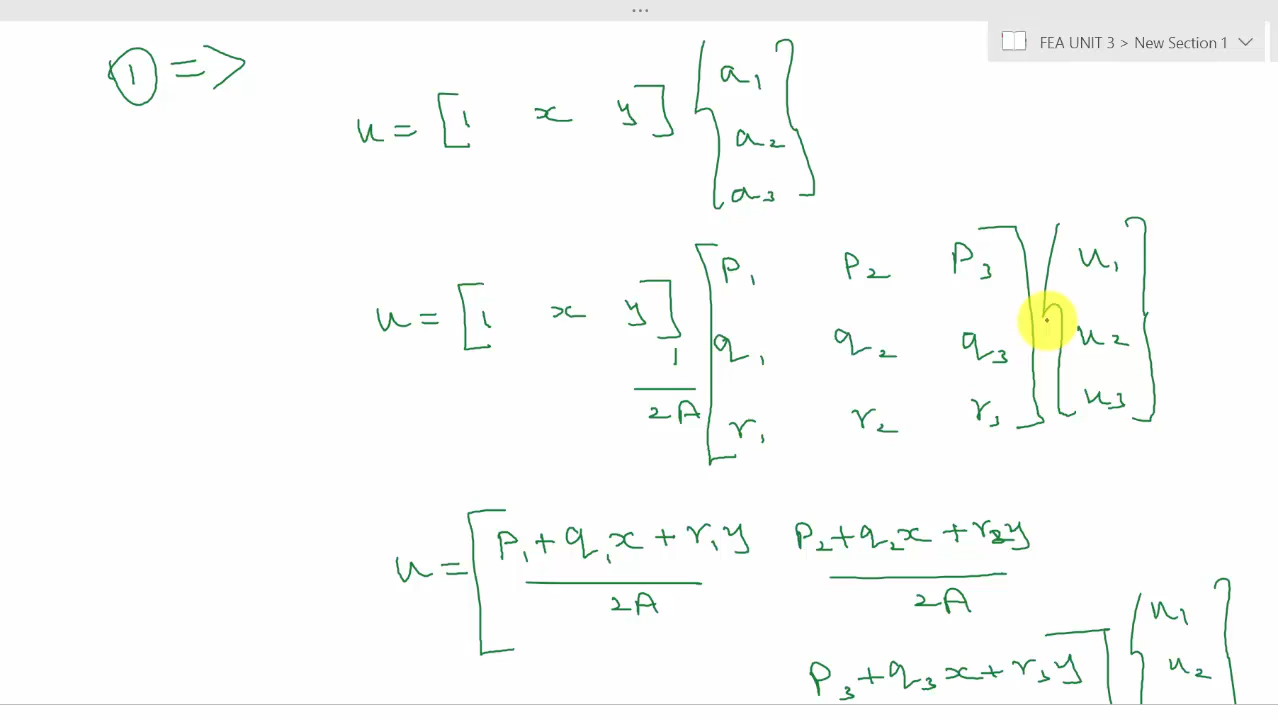 ...
FEA UNIT 3 > New Section 1
① =>
u = [1 x y] {a₁
a₂
a₃}
u = [1 x y] 1/2A [p₁ p₂ p₃
q₁ q₂ q₃
r₁ r₂ r₃] {u₁
u₂
u₃}
u = [p₁+q₁x+r₁y/2A p₂+q₂x+r₂y/2A
p₃+q₃x+r₃y] {u₁
u₂